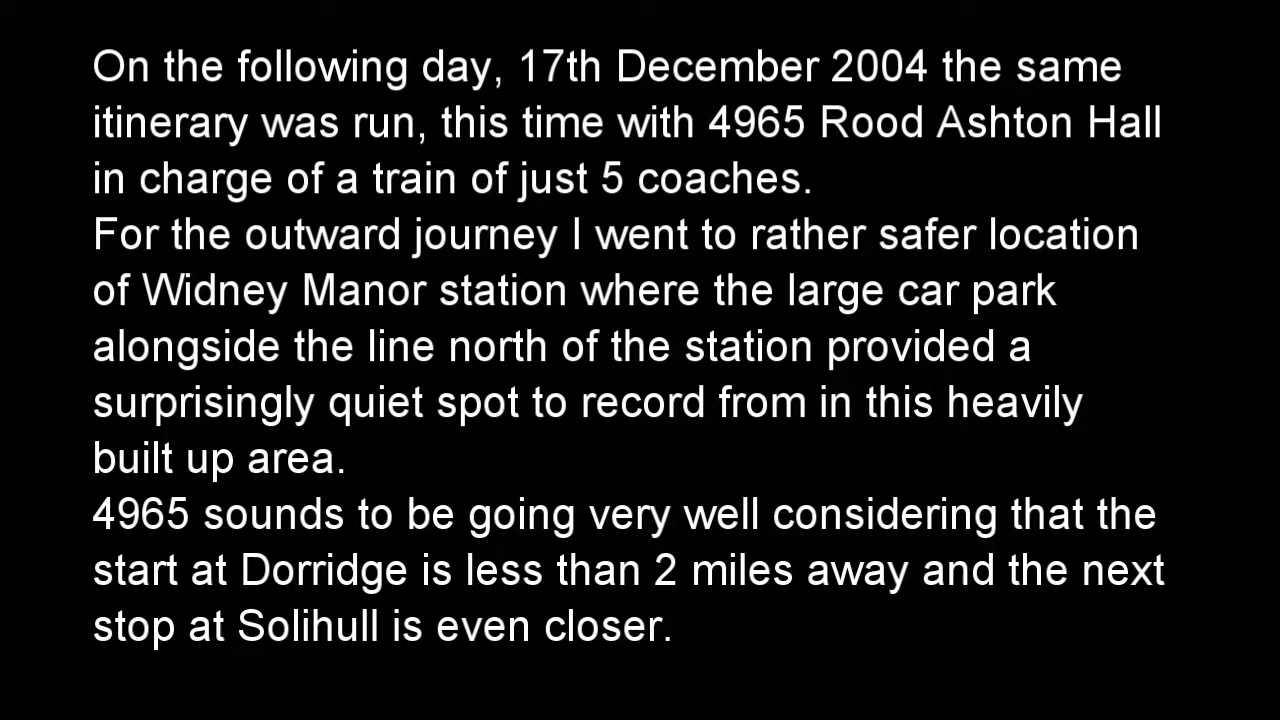 On the following day, 17th December 2004 the same
itinerary was run, this time with 4965 Rood Ashton Hall
in charge of a train of just 5 coaches.
For the outward journey I went to rather safer location
of Widney Manor station where the large car park
alongside the line north of the station provided a
surprisingly quiet spot to record from in this heavily
built up area.
4965 sounds to be going very well considering that the
start at Dorridge is less than 2 miles away and the next
stop at Solihull is even closer.